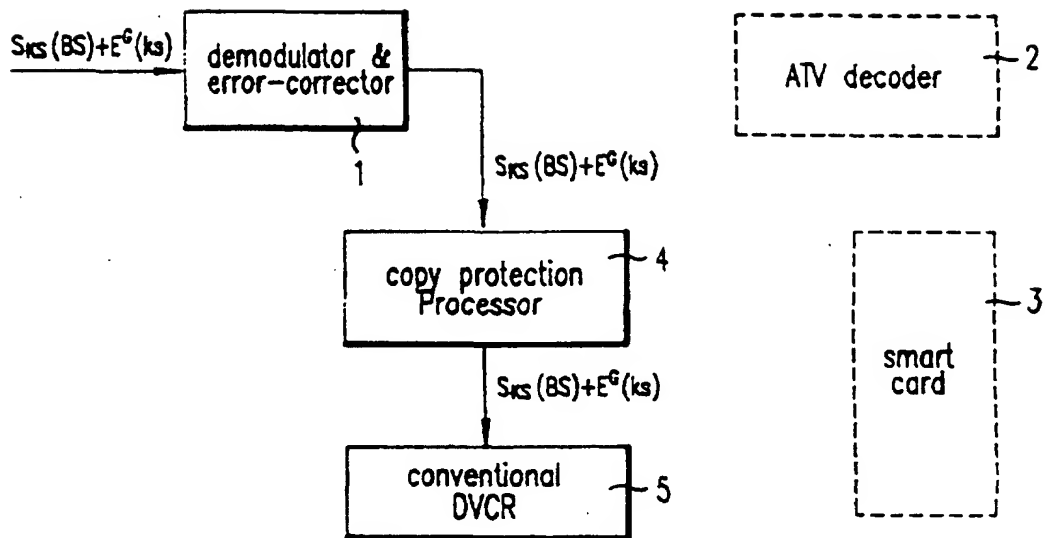 S_KS(BS)+E^G(ks)
demodulator &
error-corrector
1
ATV decoder
2
S_KS(BS)+E^G(ks)
copy protection
Processor
4
smart
card
3
S_KS(BS)+E^G(ks)
conventional
DVCR
5